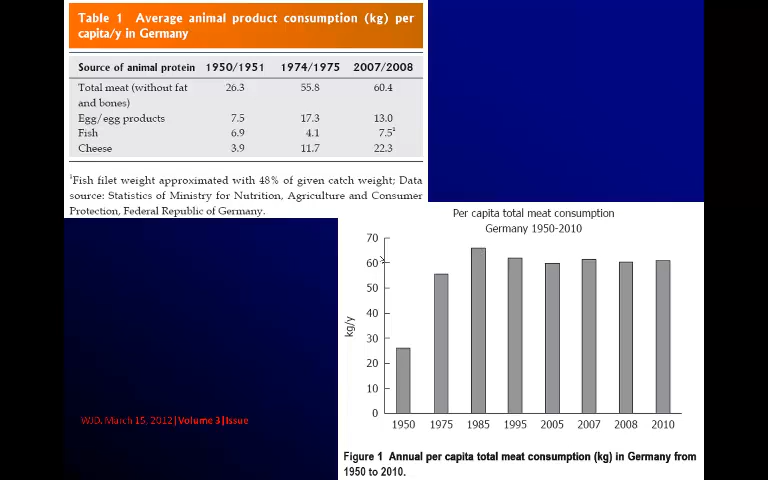 Table 1 Average animal product consumption (kg) per
capita/y in Germany
Source of animal protein 1950/1951 1974/1975 2007/2008
Total meat (without fat 26.3 55.8 60.4
and bones)
Egg/egg products 7.5 17.3 13.0
Fish 6.9 4.1 7.5¹
Cheese 3.9 11.7 22.3
¹Fish filet weight approximated with 48% of given catch weight; Data
source: Statistics of Ministry for Nutrition, Agriculture and Consumer
Protection, Federal Republic of Germany.
Per capita total meat consumption
Germany 1950-2010
70
60
50
40
30
20
10
0
kg/y
1950 1975 1985 1995 2005 2007 2008 2010
WJD. March 15, 2012|Volume 3|Issue
Figure 1 Annual per capita total meat consumption (kg) in Germany from
1950 to 2010.